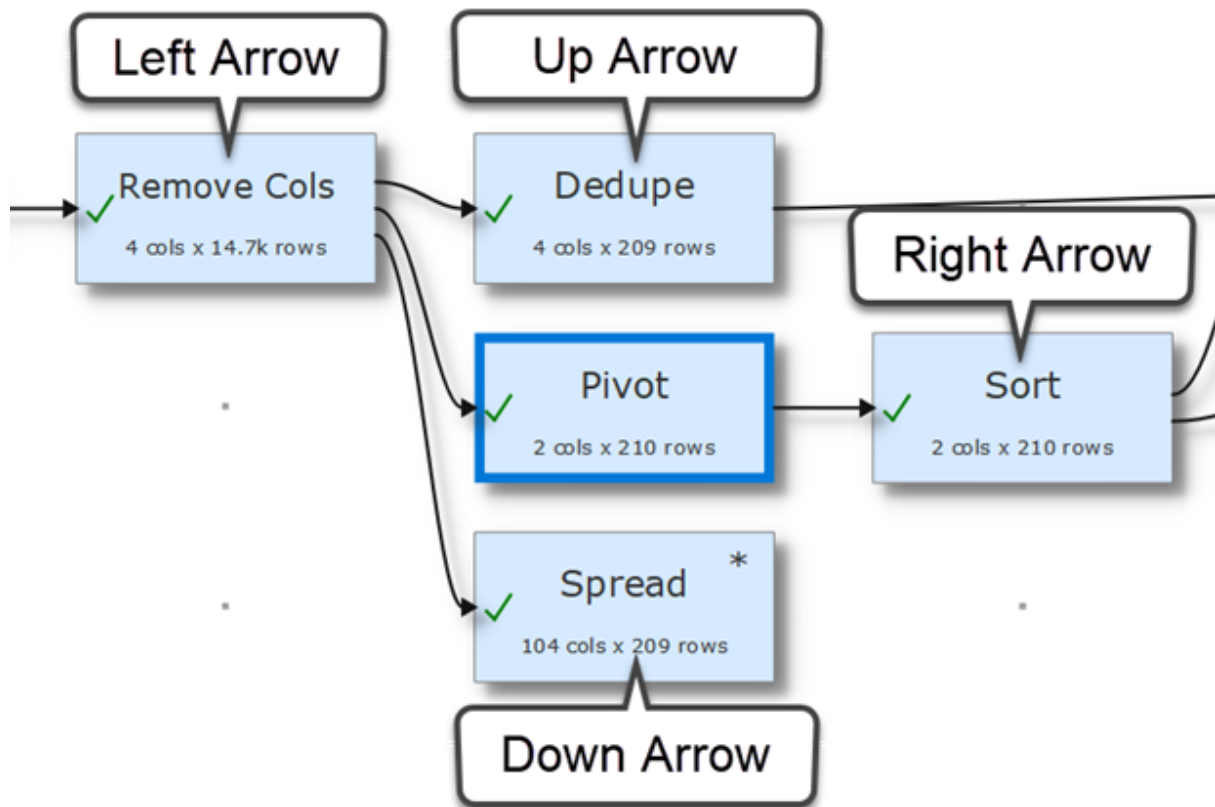 Left Arrow
Up Arrow
Remove Cols
4 cols x 14.7k rows
Dedupe
4 cols x 209 rows
Right Arrow
Pivot
2 cols x 210 rows
Sort
2 cols x 210 rows
Spread *
104 cols x 209 rows
Down Arrow